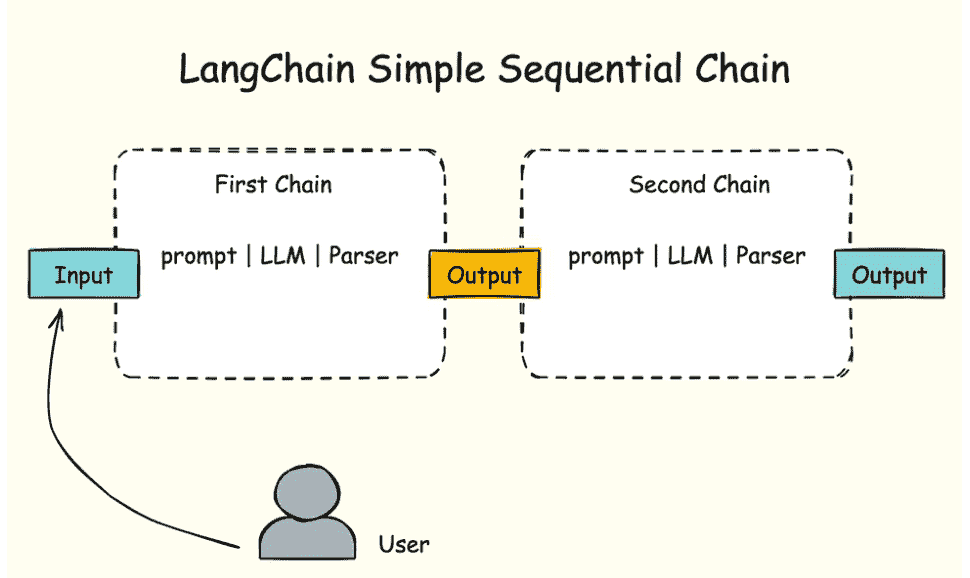 LangChain Simple Sequential Chain
First Chain
Second Chain
prompt | LLM | Parser
prompt | LLM | Parser
Input
Output
Output
User